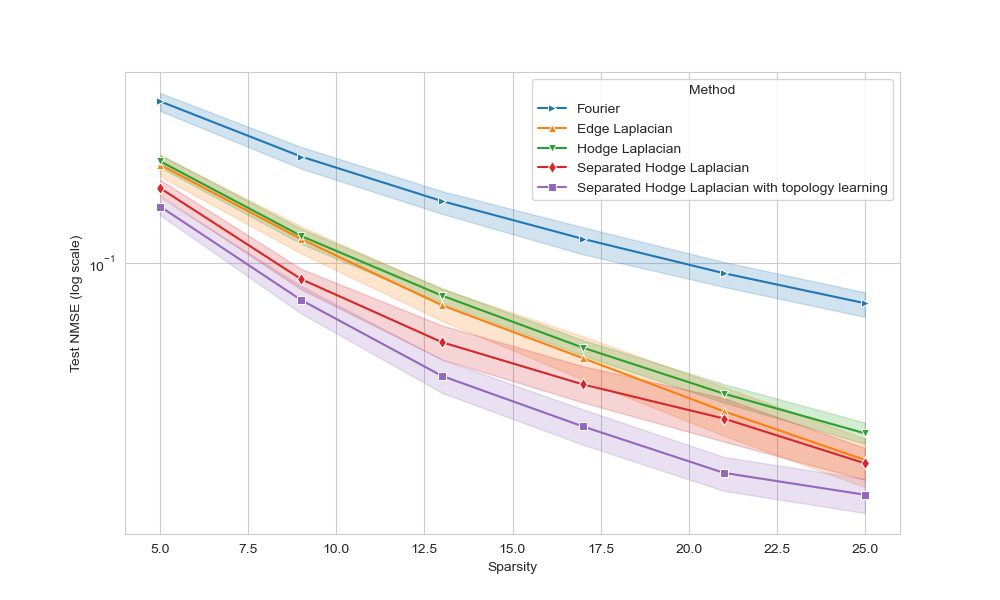 Method
Fourier
Edge Laplacian
Hodge Laplacian
Separated Hodge Laplacian
Separated Hodge Laplacian with topology learning
Test NMSE (log scale)
10⁻¹
5.0 7.5 10.0 12.5 15.0 17.5 20.0 22.5 25.0
Sparsity